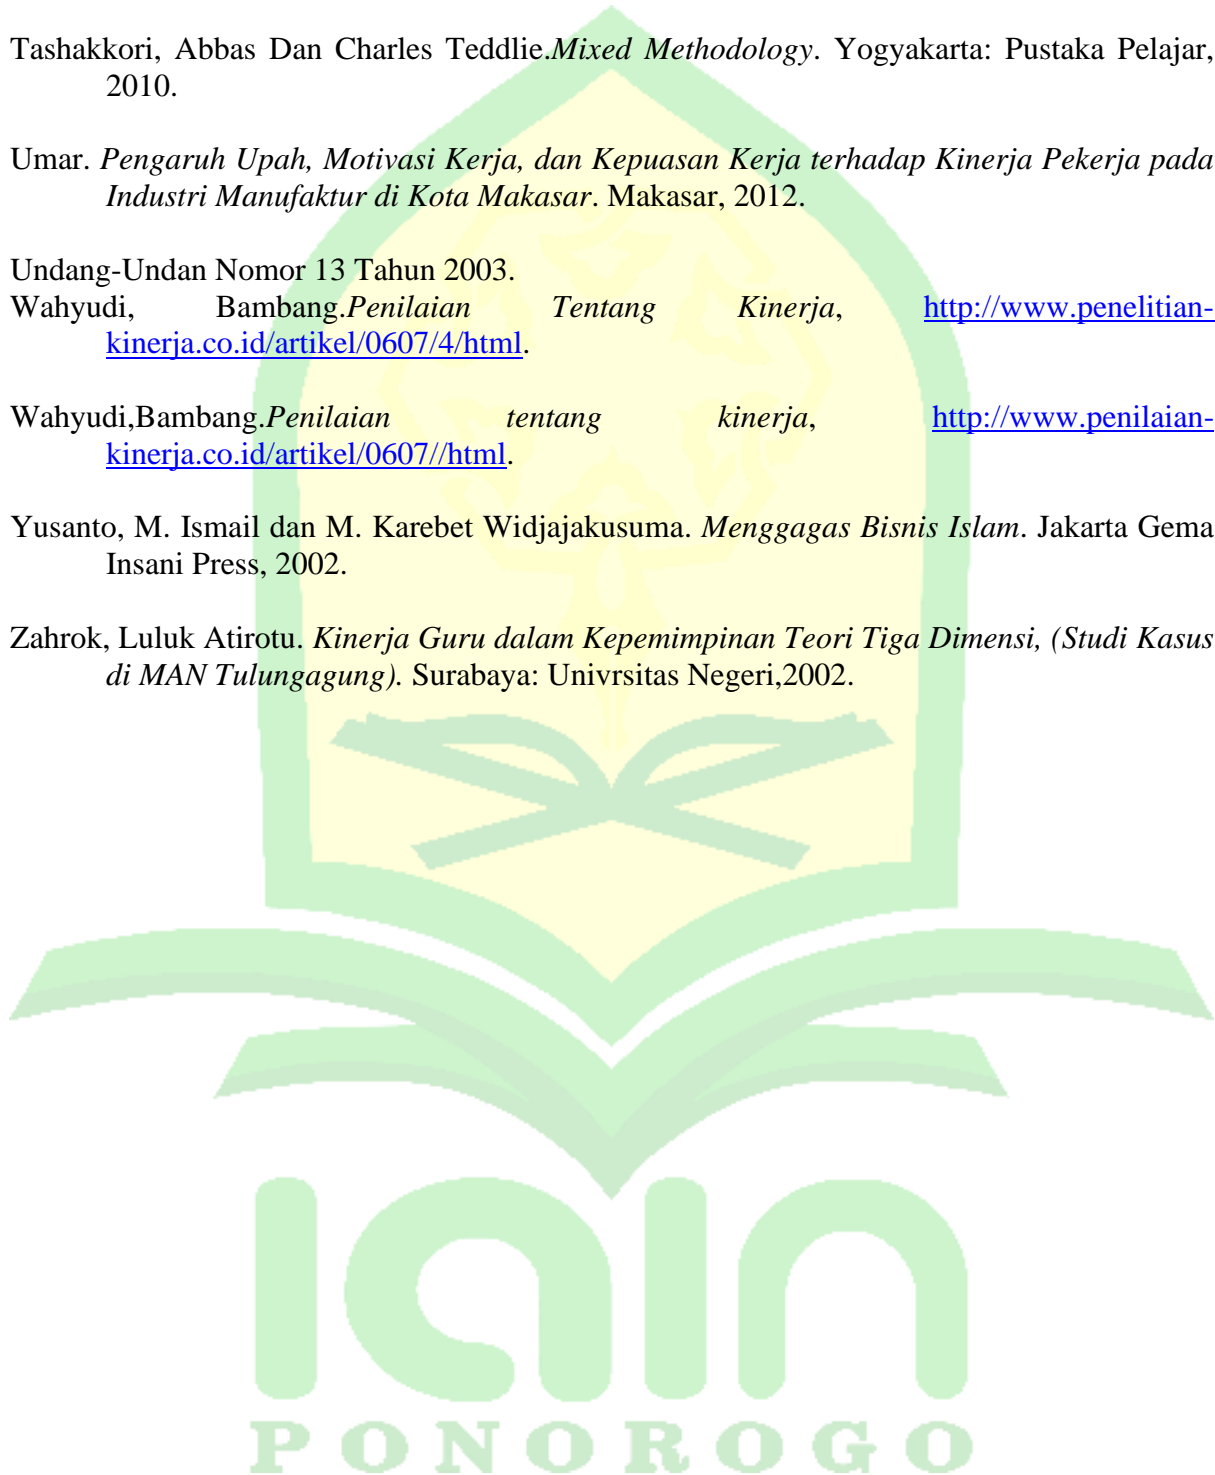 Tashakkori, Abbas Dan Charles Teddlie.Mixed Methodology. Yogyakarta: Pustaka Pelajar,
2010.
Umar. Pengaruh Upah, Motivasi Kerja, dan Kepuasan Kerja terhadap Kinerja Pekerja pada
Industri Manufaktur di Kota Makasar. Makasar, 2012.
Undang-Undan Nomor 13 Tahun 2003.
Wahyudi, Bambang.Penilaian Tentang Kinerja, http://www.penelitian-
kinerja.co.id/artikel/0607/4/html.
Wahyudi,Bambang.Penilaian tentang kinerja, http://www.penilaian-
kinerja.co.id/artikel/0607//html.
Yusanto, M. Ismail dan M. Karebet Widjajakusuma. Menggagas Bisnis Islam. Jakarta Gema
Insani Press, 2002.
Zahrok, Luluk Atirotu. Kinerja Guru dalam Kepemimpinan Teori Tiga Dimensi, (Studi Kasus
di MAN Tulungagung). Surabaya: Univrsitas Negeri,2002.
iain
PONOROGO